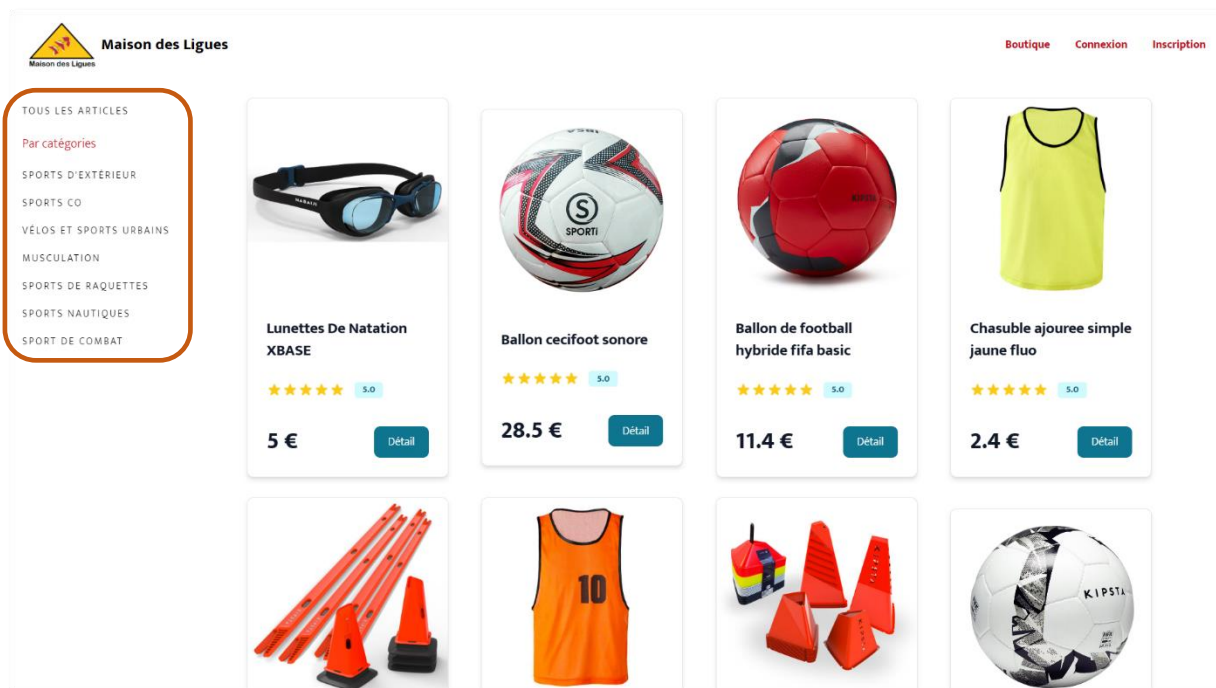 Maison des Ligues
Maison des Ligues
Boutique Connexion Inscription
TOUS LES ARTICLES
Par catégories
SPORTS D'EXTÉRIEUR
SPORTS CO
VÉLOS ET SPORTS URBAINS
MUSCULATION
SPORTS DE RAQUETTES
SPORTS NAUTIQUES
SPORT DE COMBAT
NABAIJI
Lunettes De Natation
XBASE
5.0
5 €
Détail
S
SPORTi
Ballon cecifoot sonore
5.0
28.5 €
Détail
KIPSTA
Ballon de football
hybride fifa basic
5.0
11.4 €
Détail
Chasuble ajouree simple
jaune fluo
5.0
2.4 €
Détail
10
KIPSTA
KIPSTA